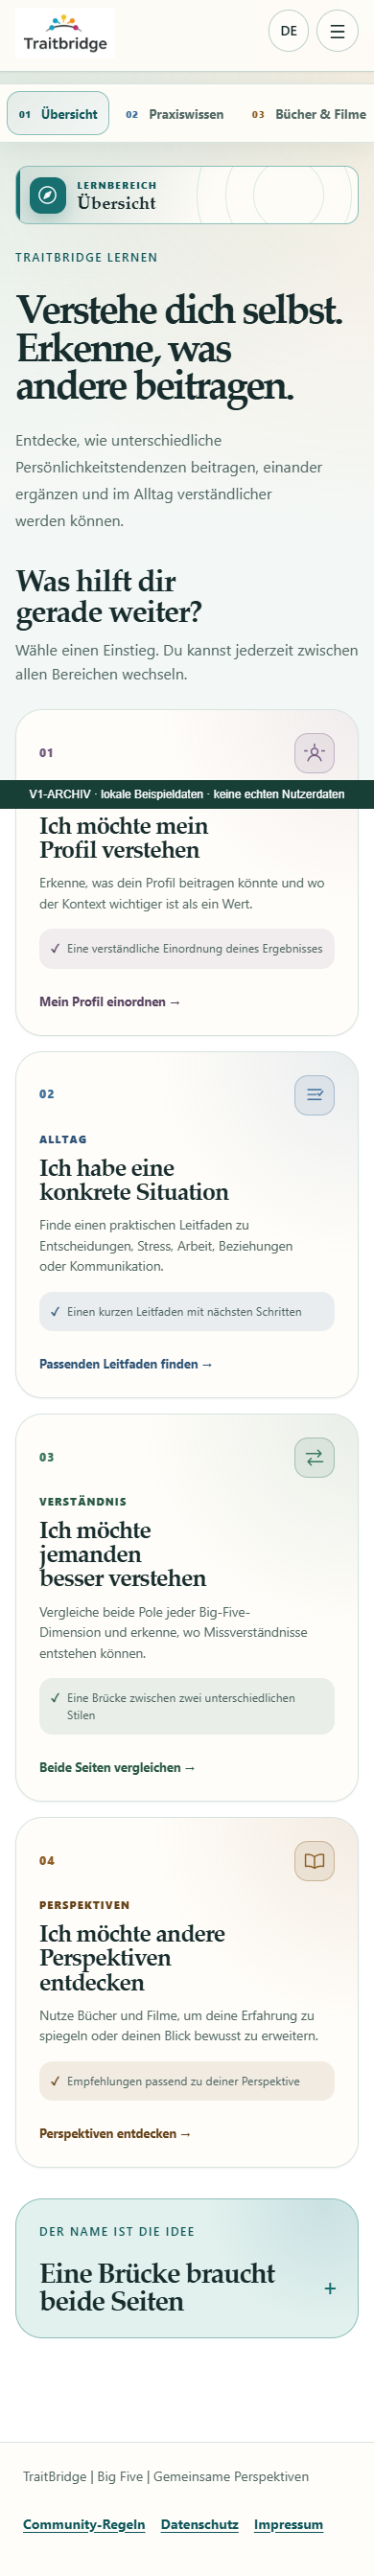 Traitbridge
DE
01 Übersicht 02 Praxiswissen 03 Bücher & Filme
LERNBEREICH
Übersicht
TRAITBRIDGE LERNEN
Verstehe dich selbst.
Erkenne, was
andere beitragen.
Entdecke, wie unterschiedliche
Persönlichkeitstendenzen beitragen, einander
ergänzen und im Alltag verständlicher
werden können.
Was hilft dir
gerade weiter?
Wähle einen Einstieg. Du kannst jederzeit zwischen
allen Bereichen wechseln.
01
V1-ARCHIV · lokale Beispieldaten · keine echten Nutzerdaten
Ich möchte mein
Profil verstehen
Erkenne, was dein Profil beitragen könnte und wo
der Kontext wichtiger ist als ein Wert.
✓ Eine verständliche Einordnung deines Ergebnisses
Mein Profil einordnen →
02
ALLTAG
Ich habe eine
konkrete Situation
Finde einen praktischen Leitfaden zu
Entscheidungen, Stress, Arbeit, Beziehungen
oder Kommunikation.
✓ Einen kurzen Leitfaden mit nächsten Schritten
Passenden Leitfaden finden →
03
VERSTÄNDNIS
Ich möchte
jemanden
besser verstehen
Vergleiche beide Pole jeder Big-Five-
Dimension und erkenne, wo Missverständnisse
entstehen können.
✓ Eine Brücke zwischen zwei unterschiedlichen
Stilen
Beide Seiten vergleichen →
04
PERSPEKTIVEN
Ich möchte andere
Perspektiven
entdecken
Nutze Bücher und Filme, um deine Erfahrung zu
spiegeln oder deinen Blick bewusst zu erweitern.
✓ Empfehlungen passend zu deiner Perspektive
Perspektiven entdecken →
DER NAME IST DIE IDEE
Eine Brücke braucht
beide Seiten
+
TraitBridge | Big Five | Gemeinsame Perspektiven
Community-Regeln Datenschutz Impressum